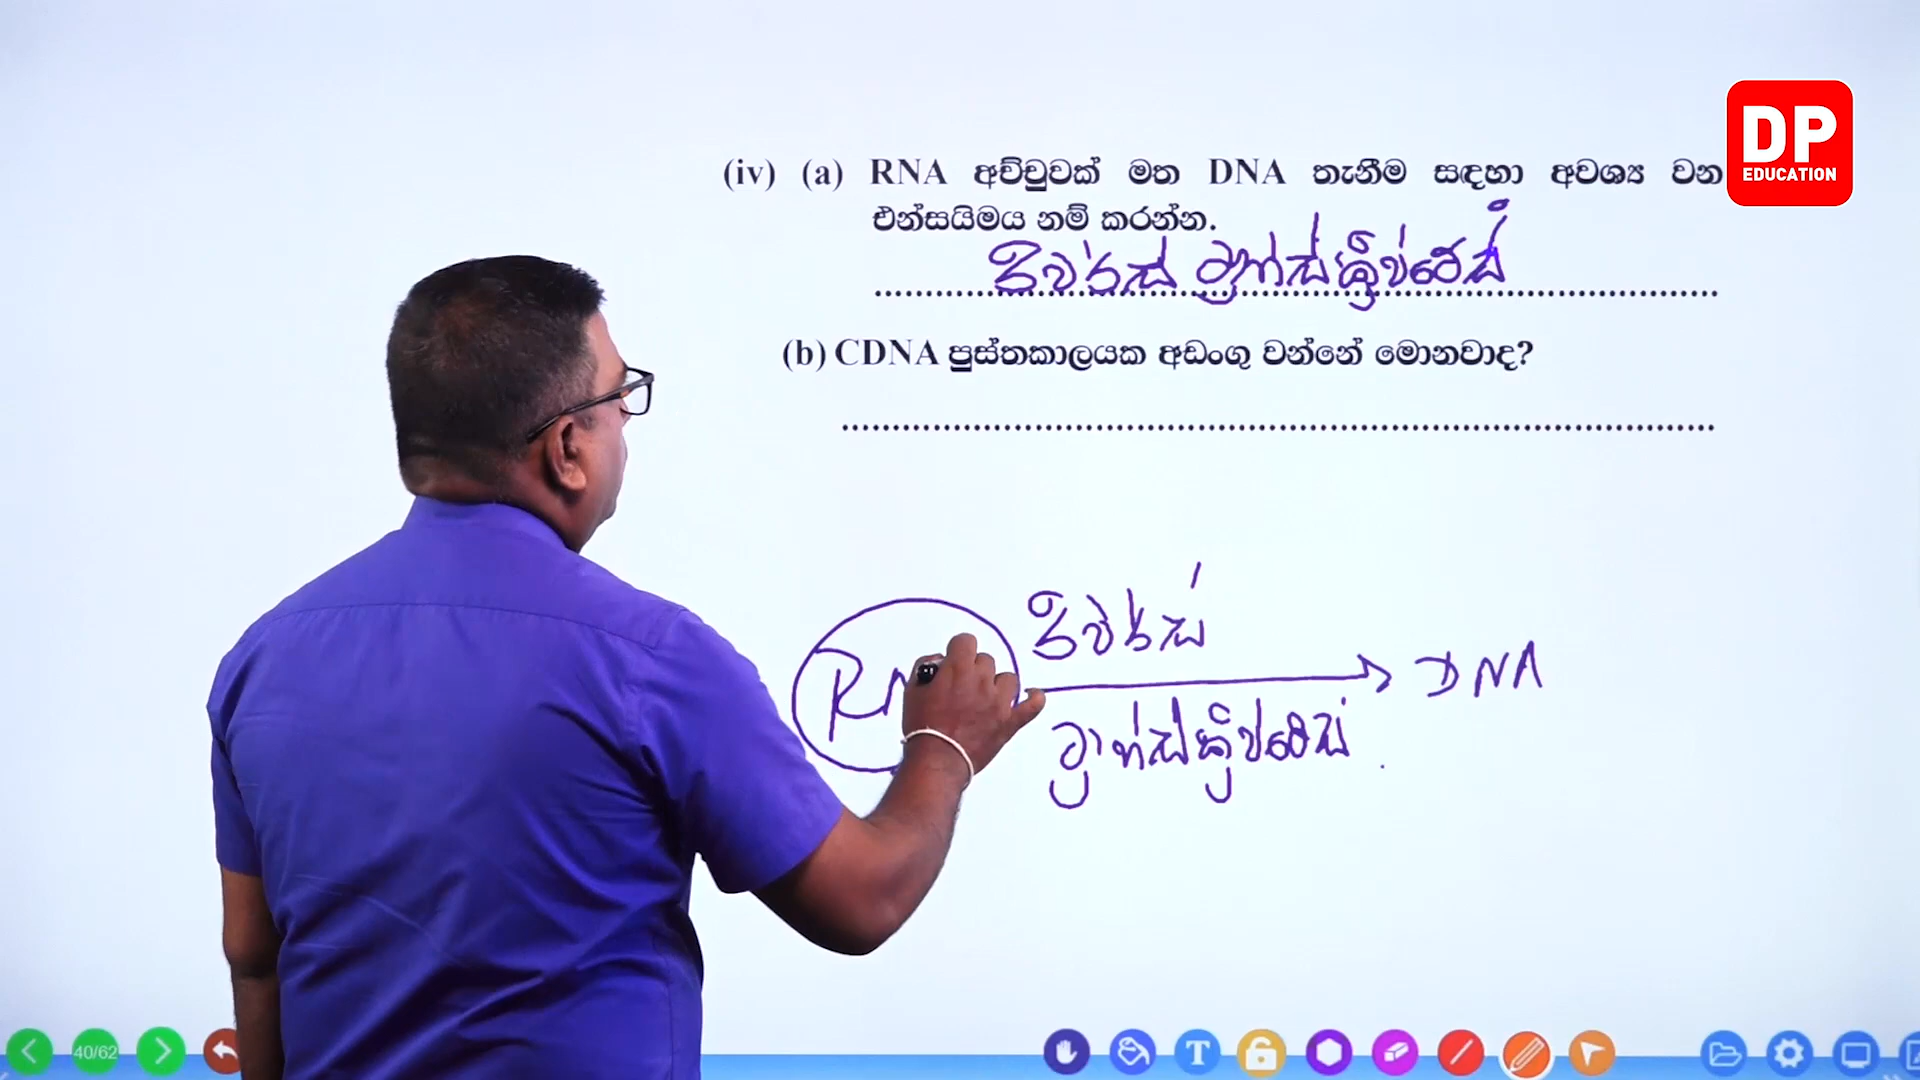 DP
EDUCATION
(iv) (a) RNA අච්චුවක් මත DNA තැනීම සඳහා අවශ්‍ය වන
එන්සයිමය නම් කරන්න.
රිවර්ස් ට්‍රාන්ස්ක්‍රිප්ටේස්
(b) CDNA පුස්තකාලයක අඩංගු වන්නේ මොනවාද?
රිවර්ස්
DNA
ට්‍රාන්ස්ක්‍රිප්ටේස්
40/62
T